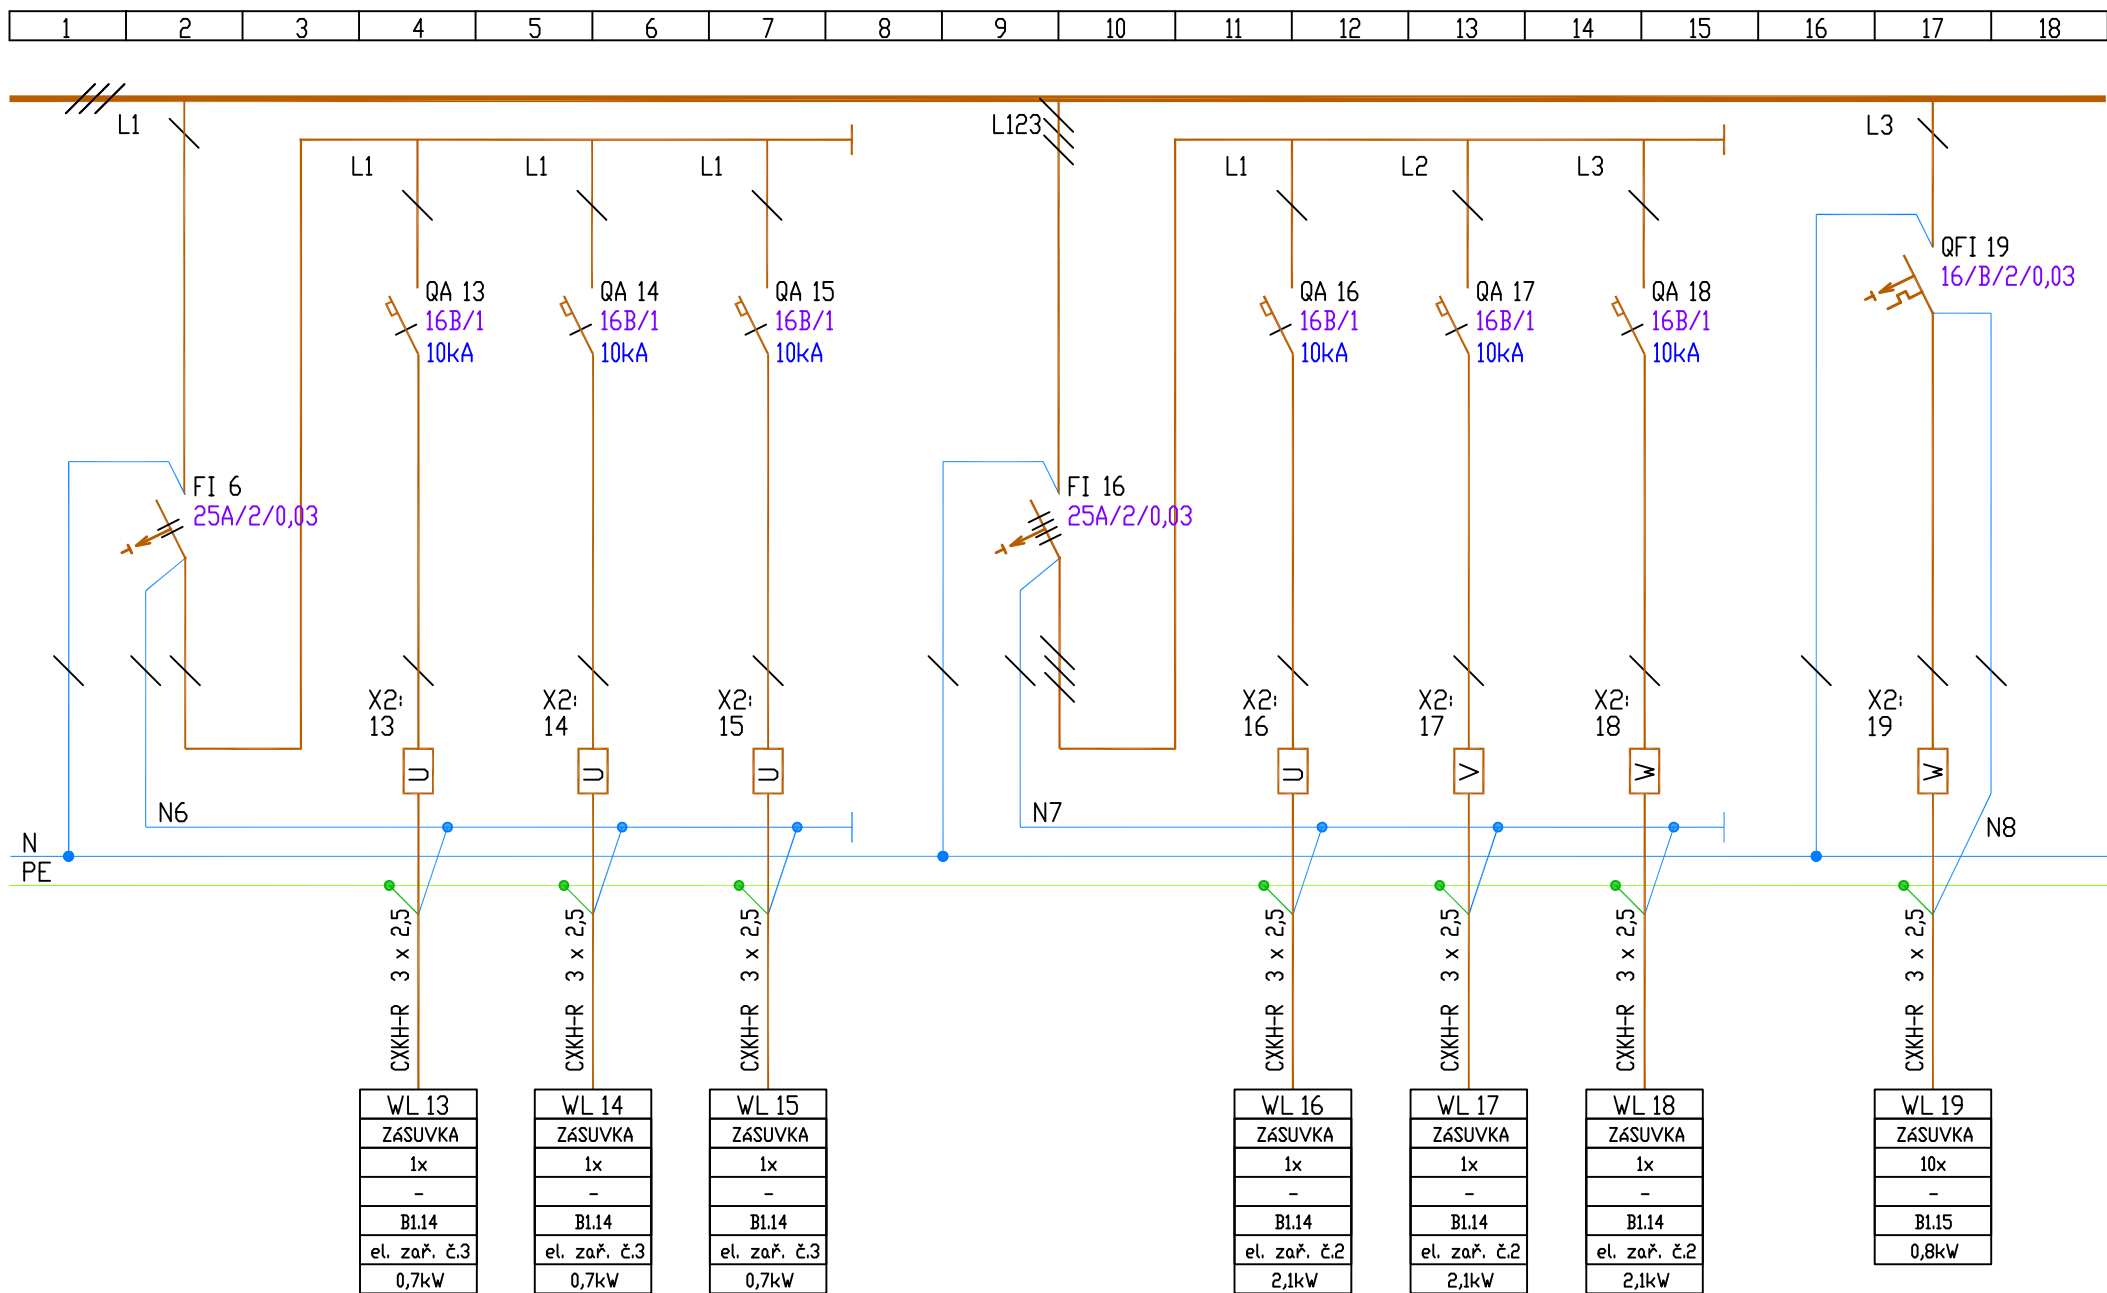 1 2 3 4 5 6 7 8 9 10 11 12 13 14 15 16 17 18
L1 L123 L3
L1 L1 L1 L1 L2 L3
QFI 19
16/B/2/0,03
QA 13 QA 14 QA 15 QA 16 QA 17 QA 18
16B/1 16B/1 16B/1 16B/1 16B/1 16B/1
10kA 10kA 10kA 10kA 10kA 10kA
FI 6 FI 16
25A/2/0,03 25A/2/0,03
X2: X2: X2: X2: X2: X2: X2:
13 14 15 16 17 18 19
U U U U V W W
N6 N7 N8
N
PE
CXKH-R 3 x 2,5 CXKH-R 3 x 2,5 CXKH-R 3 x 2,5 CXKH-R 3 x 2,5 CXKH-R 3 x 2,5 CXKH-R 3 x 2,5 CXKH-R 3 x 2,5
WL 13 WL 14 WL 15 WL 16 WL 17 WL 18 WL 19
ZÁSUVKA ZÁSUVKA ZÁSUVKA ZÁSUVKA ZÁSUVKA ZÁSUVKA ZÁSUVKA
1x 1x 1x 1x 1x 1x 10x
- - - - - - -
B1.14 B1.14 B1.14 B1.14 B1.14 B1.14 B1.15
el. zař. č.3 el. zař. č.3 el. zař. č.3 el. zař. č.2 el. zař. č.2 el. zař. č.2 0,8kW
0,7kW 0,7kW 0,7kW 2,1kW 2,1kW 2,1kW